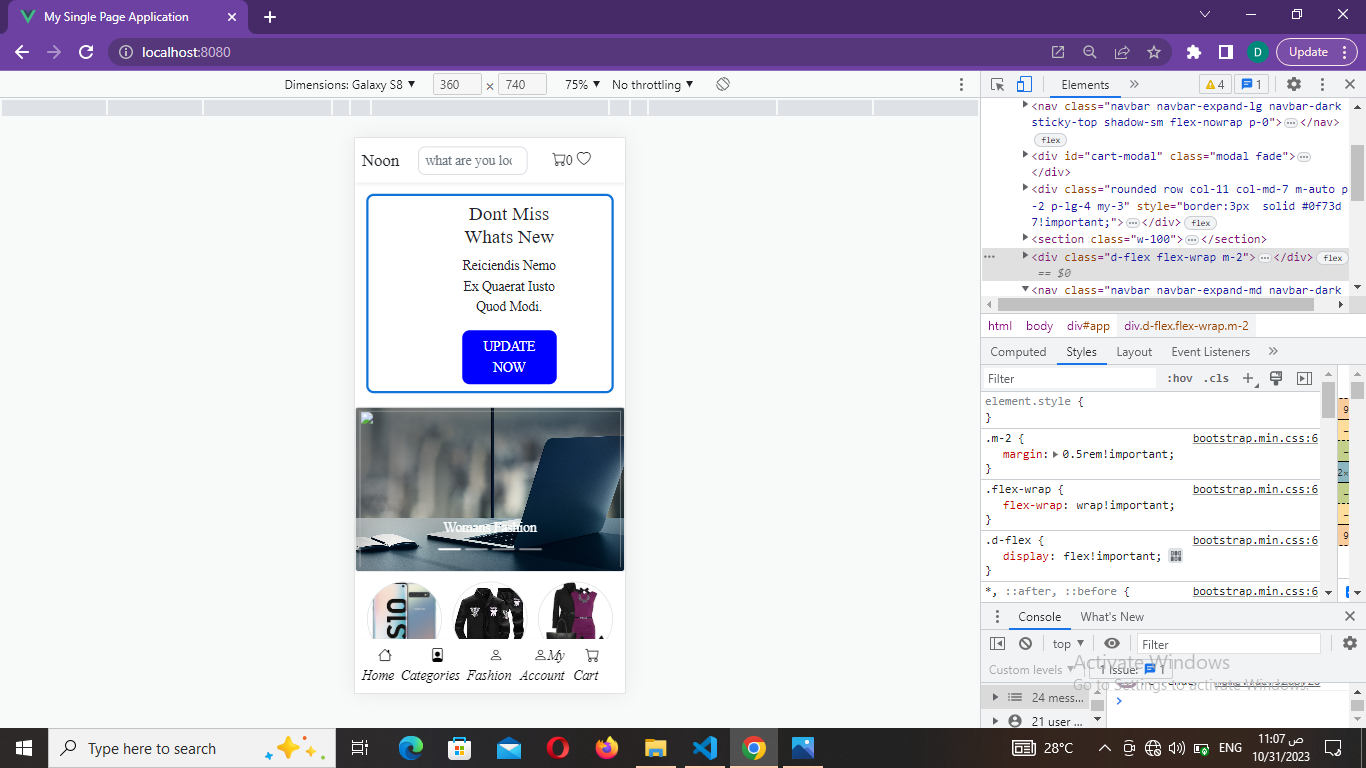 My Single Page Application
localhost:8080
D
Update
Dimensions: Galaxy S8
360
×
740
75%
No throttling
Elements
4
1
Noon
what are you loo
0
Dont Miss
Whats New
Reiciendis Nemo
Ex Quaerat Iusto
Quod Modi.
UPDATE
NOW
Womans Fashion
S10
Home
Categories
Fashion
My
Account
Cart
<nav class="navbar navbar-expand-lg navbar-dark
sticky-top shadow-sm flex-nowrap p-0">…</nav>
flex
<div id="cart-modal" class="modal fade">…
</div>
<div class="rounded row col-11 col-md-7 m-auto p
-2 p-lg-4 my-3" style="border:3px  solid #0f73d
7!important;">…</div> flex
<section class="w-100">…</section>
<div class="d-flex flex-wrap m-2">…</div> flex
== $0
<nav class="navbar navbar-expand-md navbar-dark
html body div#app div.d-flex.flex-wrap.m-2
Computed Styles Layout Event Listeners
Filter :hov .cls
element.style {
}
.m-2 { bootstrap.min.css:6
margin: 0.5rem!important;
}
.flex-wrap { bootstrap.min.css:6
flex-wrap: wrap!important;
}
.d-flex { bootstrap.min.css:6
display: flex!important;
}
*, ::after, ::before { bootstrap.min.css:6
Console What's New
top Filter
Custom levels 1 Issue: 1
24 mess...
21 user ...
Activate Windows
Go to Settings to activate Windows.
Type here to search
28°C
ENG
11:07 ص
10/31/2023